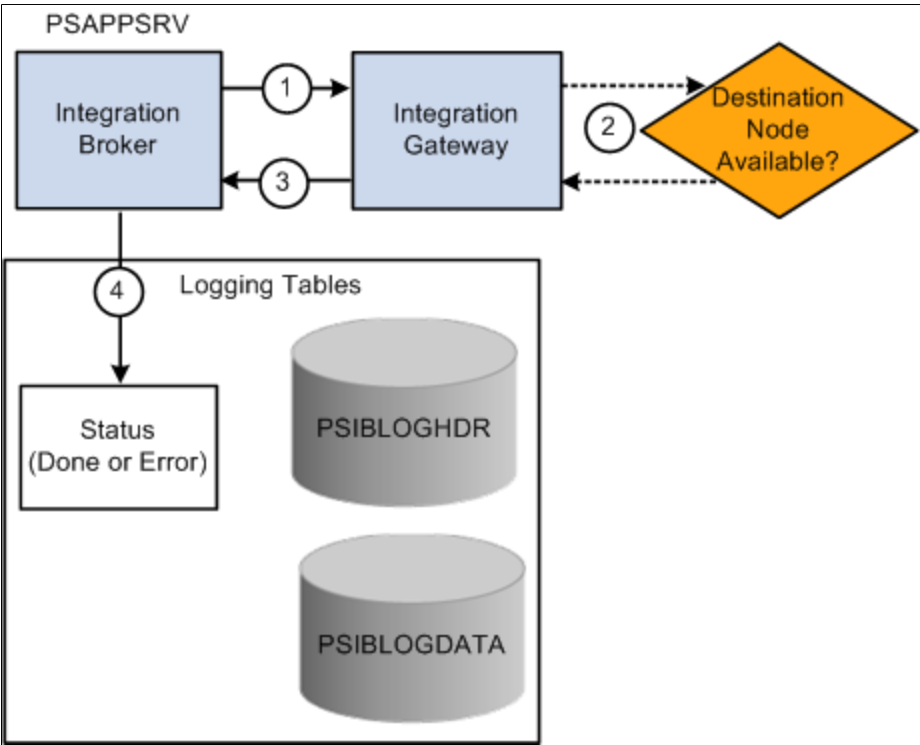 PSAPPSRV
Integration
Broker
1
Integration
Gateway
2
Destination
Node
Available?
3
4
Logging Tables
Status
(Done or Error)
PSIBLOGHDR
PSIBLOGDATA